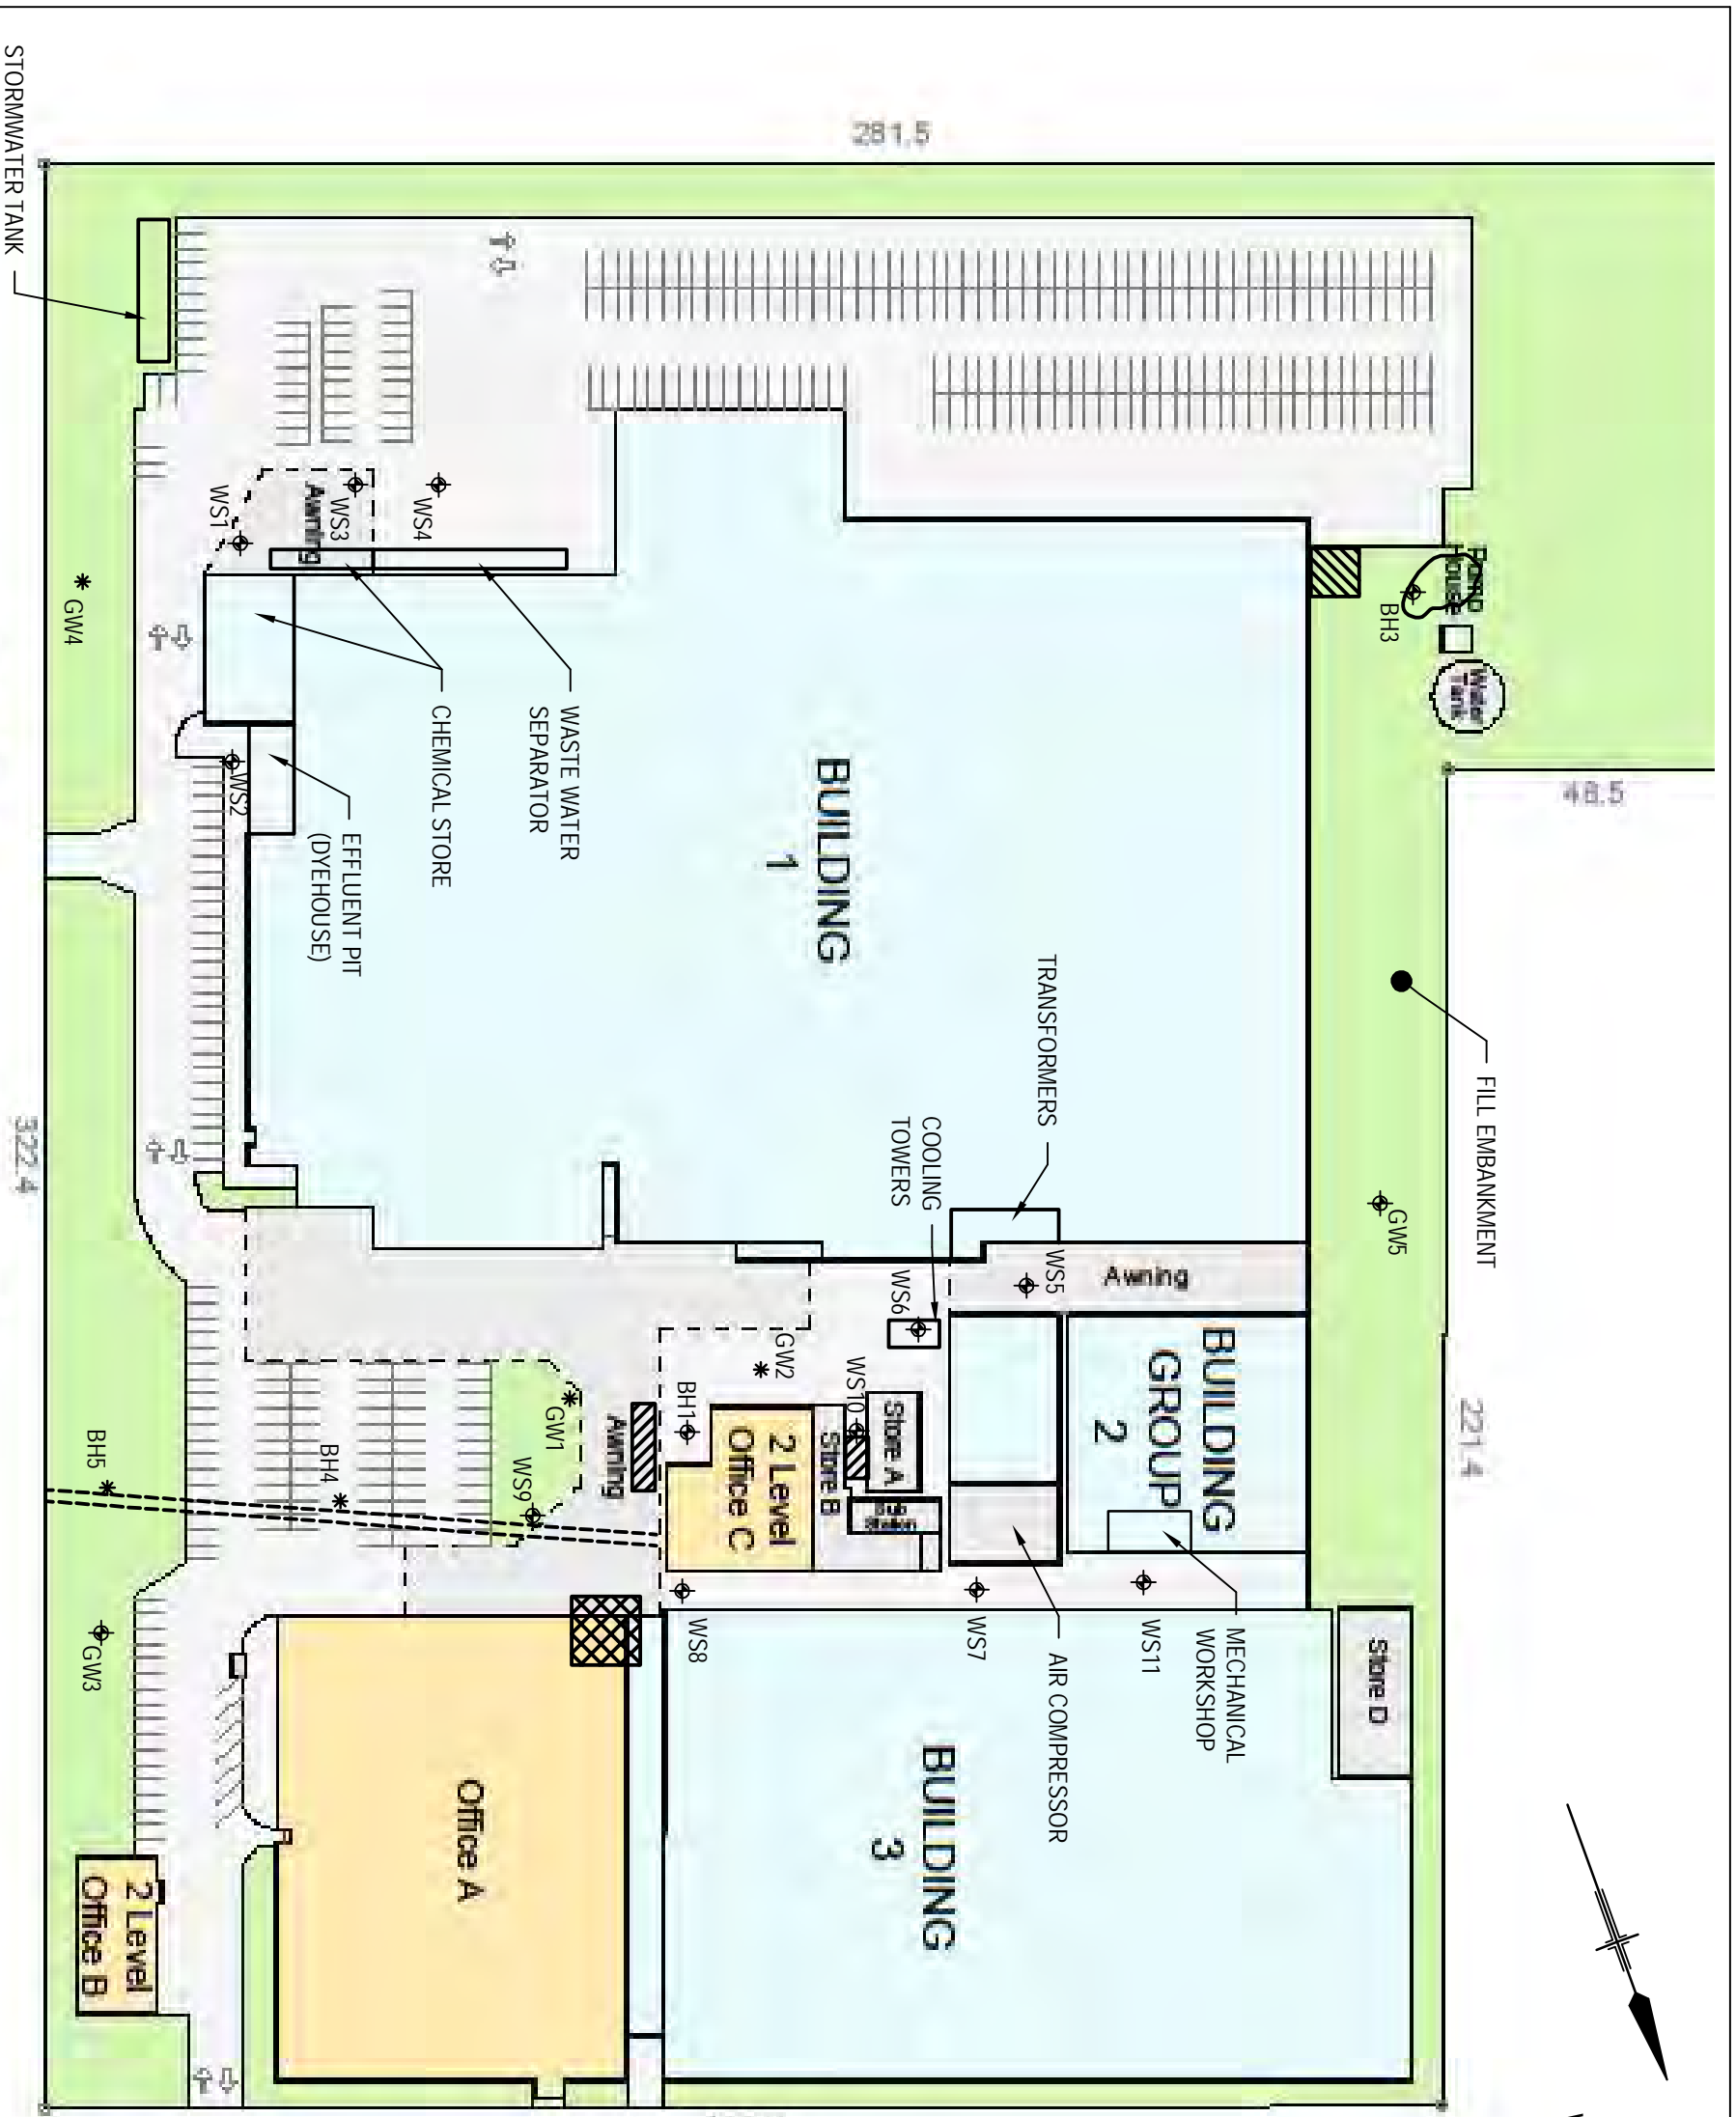 281.5
STORMWATER TANK
WS1
Awning
WS3
WS4
GW4
WS2
EFFLUENT PIT
(DYEHOUSE)
CHEMICAL STORE
WASTE WATER
SEPARATOR
BUILDING
1
Pump
House
BH3
Water
Tank
48.5
FILL EMBANKMENT
GW5
TRANSFORMERS
COOLING
TOWERS
WS6
WS5
Awning
322.4
221.4
BUILDING
GROUP
2
GW2
WS10
Store A
Store B
2 Level
Office C
BH1
GW1
Awning
WS9
BH4
BH5
GW3
WS8
WS7
WS11
AIR COMPRESSOR
MECHANICAL
WORKSHOP
Store D
BUILDING
3
Office A
2 Level
Office B